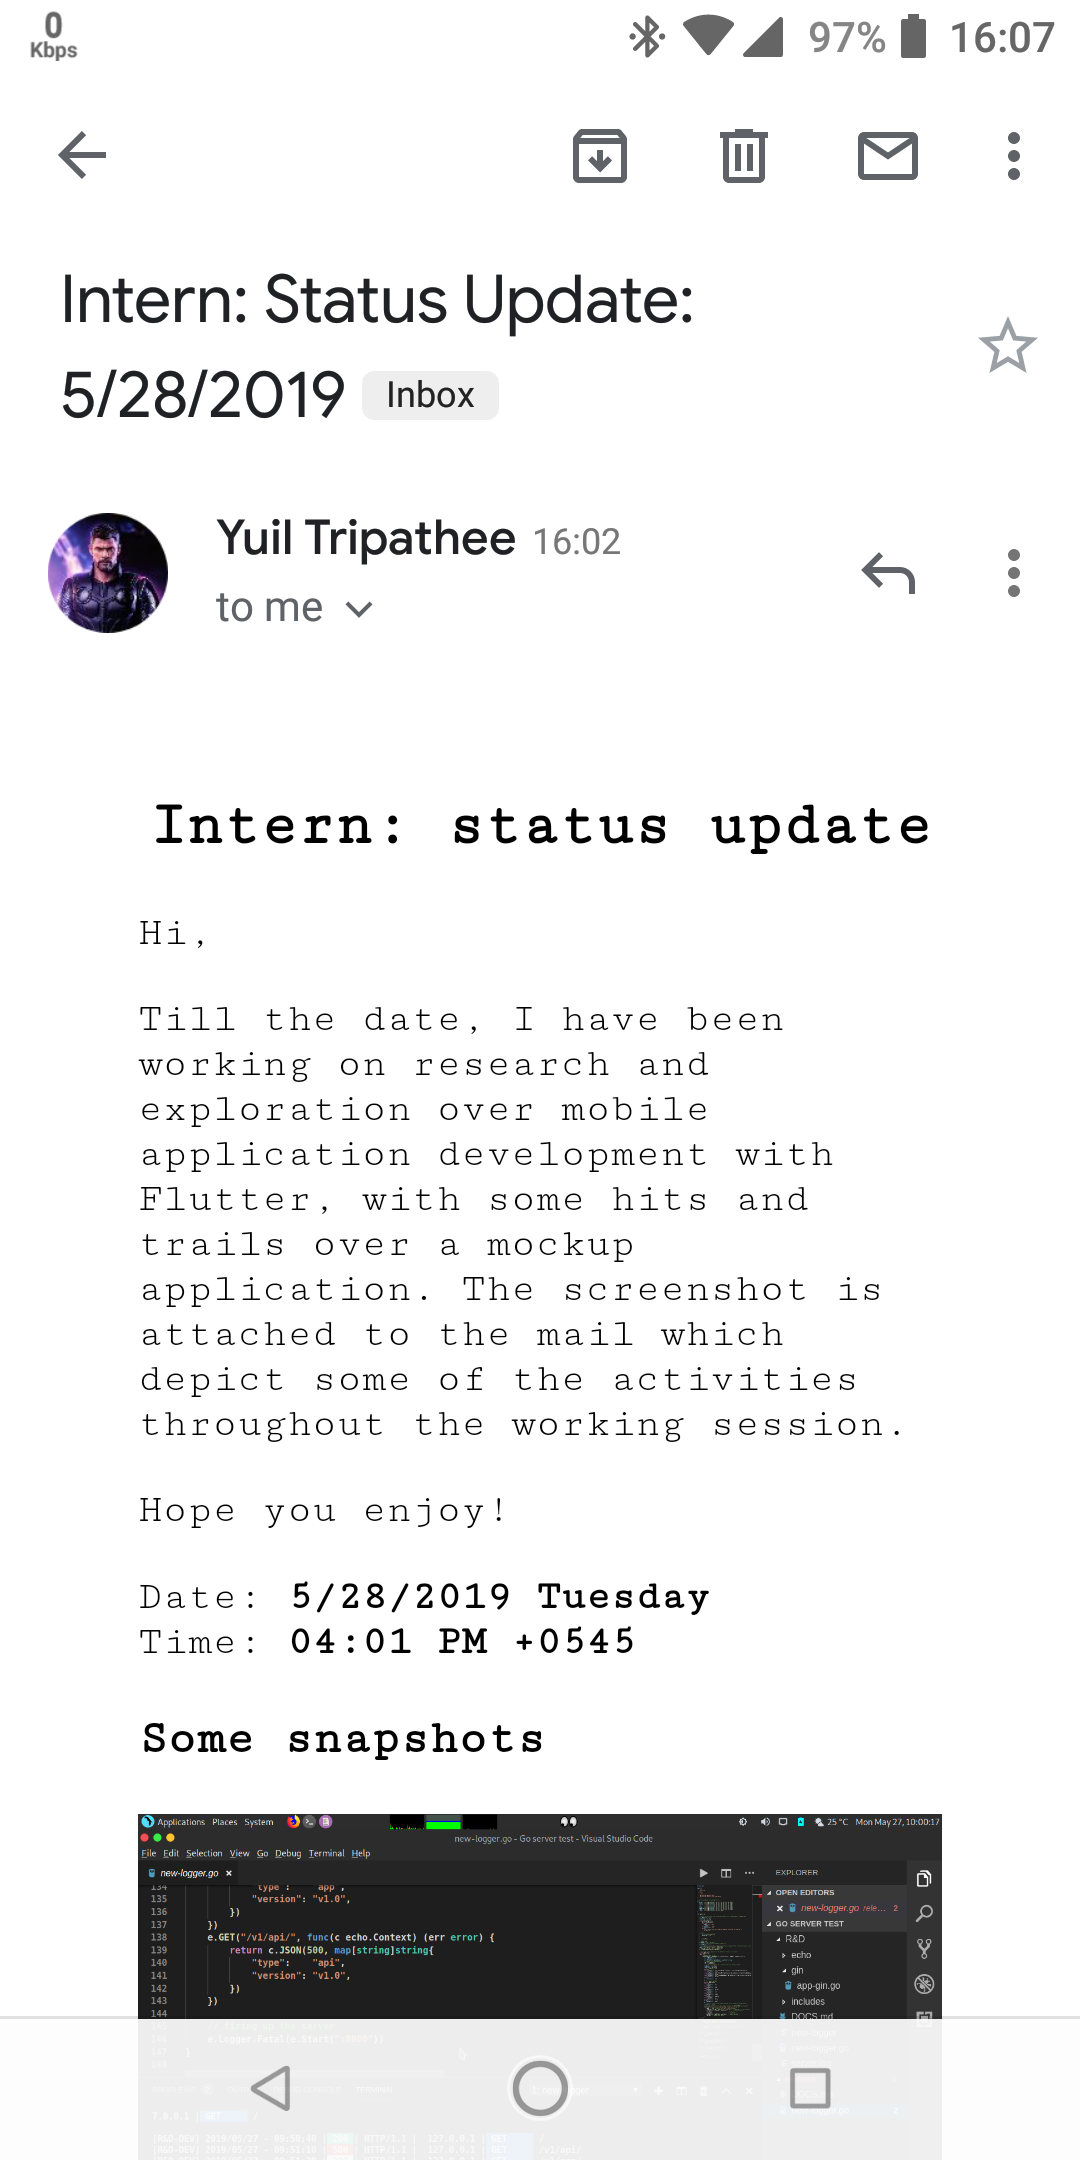 0
Kbps
97%
16:07
Intern: Status Update:
5/28/2019 Inbox
Yuil Tripathee 16:02
to me
Intern: status update
Hi,
Till the date, I have been
working on research and
exploration over mobile
application development with
Flutter, with some hits and
trails over a mockup
application. The screenshot is
attached to the mail which
depict some of the activities
throughout the working session.
Hope you enjoy!
Date: 5/28/2019 Tuesday
Time: 04:01 PM +0545
Some snapshots
Applications Places System 25 °C Mon May 27, 10:00:17
new-logger.go - Go server test - Visual Studio Code
File Edit Selection View Go Debug Terminal Help
new-logger.go
EXPLORER
OPEN EDITORS
new-logger.go rele... 2
GO SERVER TEST
R&D
echo
gin
app-gin.go
includes
DOCS.md
134 "type": "app",
135 "version": "v1.0",
136 })
137 })
138 e.GET("/v1/api/", func(c echo.Context) (err error) {
139 return c.JSON(500, map[string]string{
140 "type": "api",
141 "version": "v1.0",
142 })
143 })
144
e.Logger.Fatal(e.Start(":8080"))